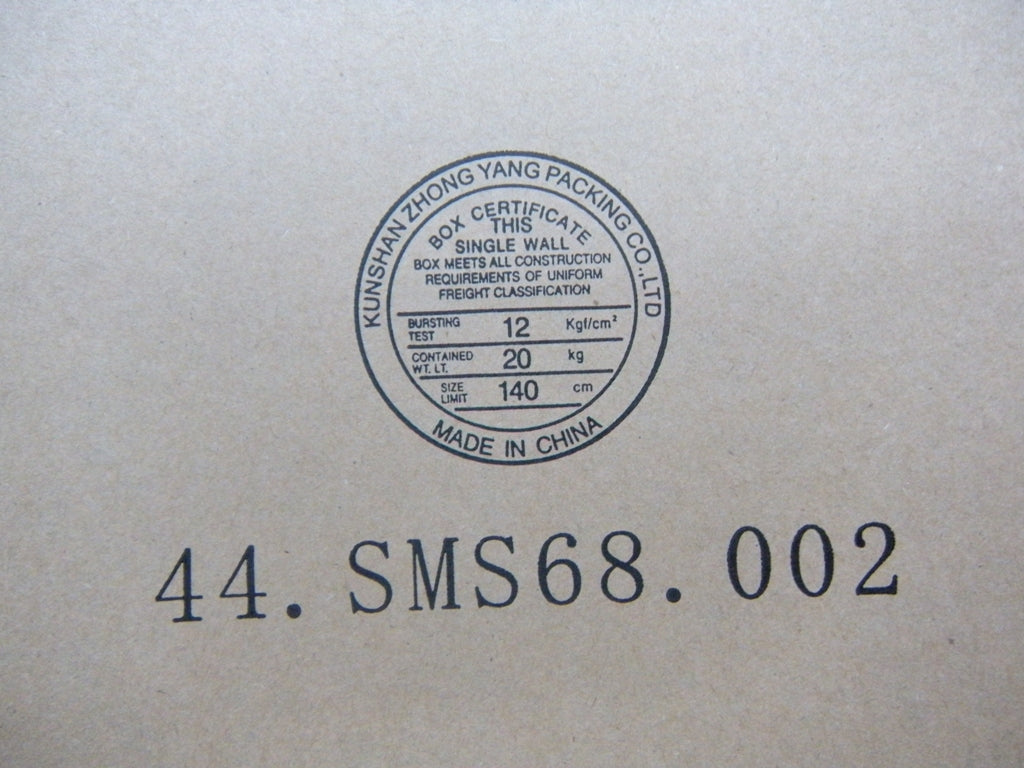 KUNSHAN ZHONG YANG PACKING CO.,LTD
BOX CERTIFICATE
THIS
SINGLE WALL
BOX MEETS ALL CONSTRUCTION
REQUIREMENTS OF UNIFORM
FREIGHT CLASSIFICATION
BURSTING TEST 12 Kgf/cm²
CONTAINED WT. LT. 20 kg
SIZE LIMIT 140 cm
MADE IN CHINA
44.SMS68.002